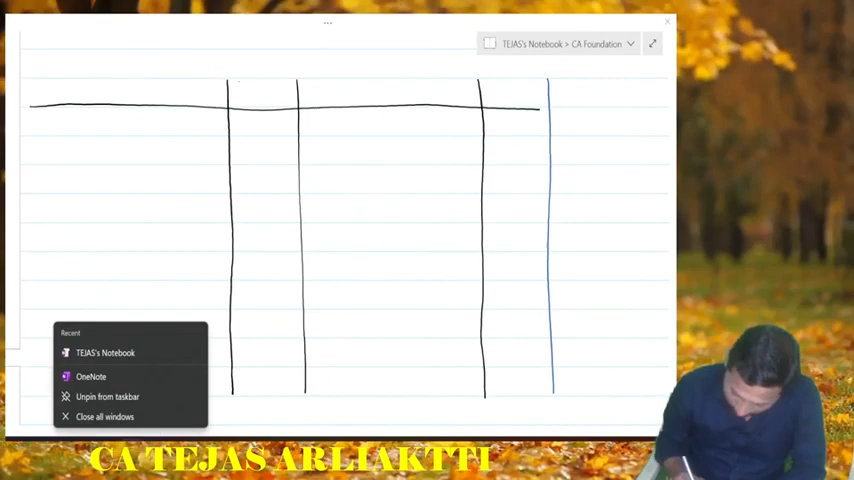 TEJAS's Notebook > CA Foundation
Recent
TEJAS's Notebook
OneNote
Unpin from taskbar
Close all windows
CA TEJAS ARLIAKTTI